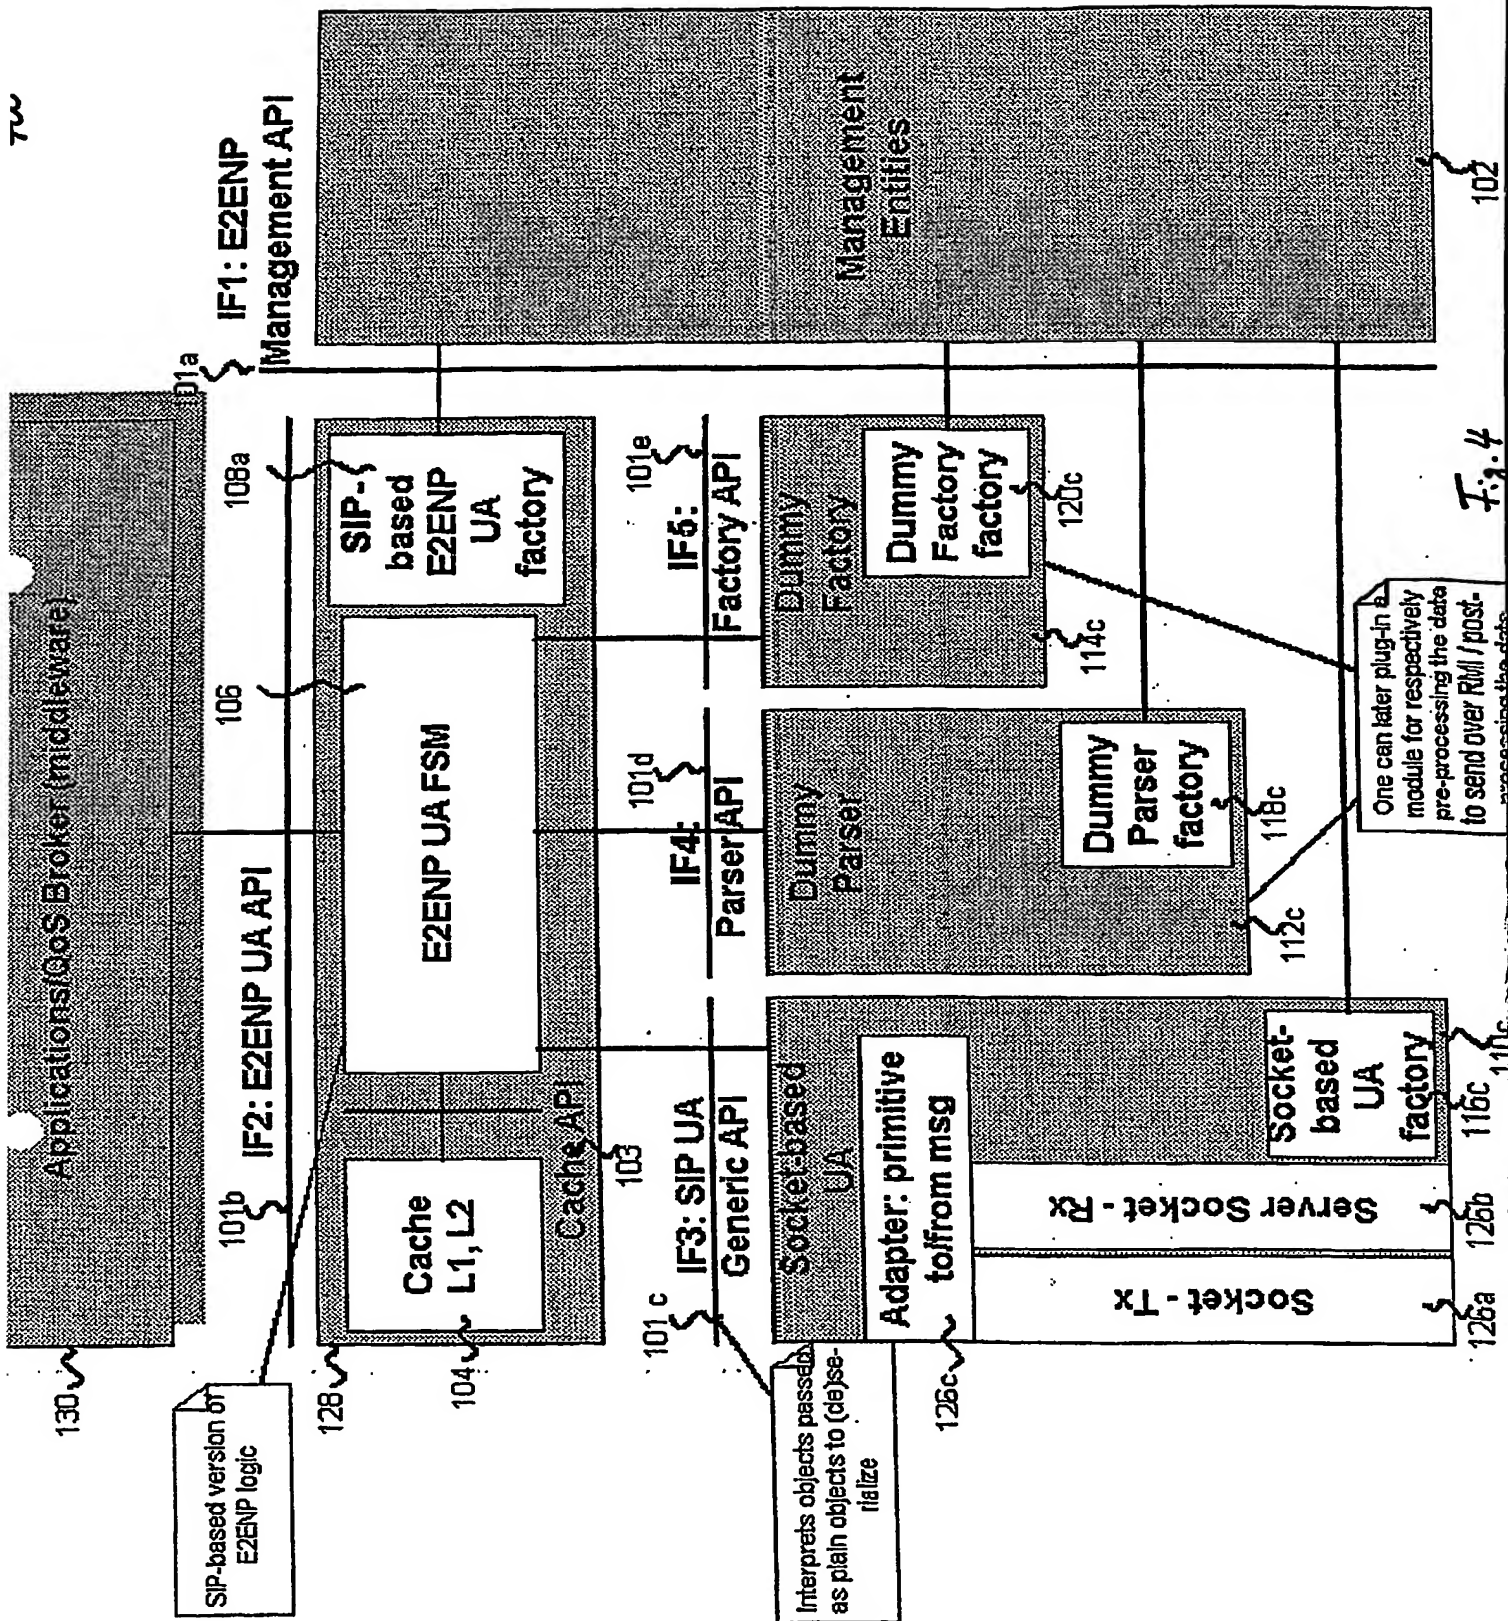 130
Applications/QoS Broker (middleware)
101a
IF1: E2ENP
Management API
101b
IF2: E2ENP UA API
106
108a
SIP-based version of
E2ENP logic
128
104
Cache
L1, L2
103
Cache API
E2ENP UA FSM
SIP-
based
E2ENP
UA
factory
Management
Entities
102
101c
IF3: SIP UA
Generic API
101d
IF4:
Parser API
101e
IF5:
Factory API
Interprets objects passed
as plain objects to (de)se-
rialize
Socket-based
UA
Adapter: primitive
to/from msg
126c
Socket - Tx
126a
Server Socket - Rx
126b
Socket-
based
UA
factory
116c
110c
Dummy
Parser
Dummy
Parser
factory
118c
112c
Dummy
Factory
Dummy
Factory
factory
120c
114c
One can later plug-in a
module for respectively
pre-processing the data
to send over RMI / post-
processing the data
Fig. 4